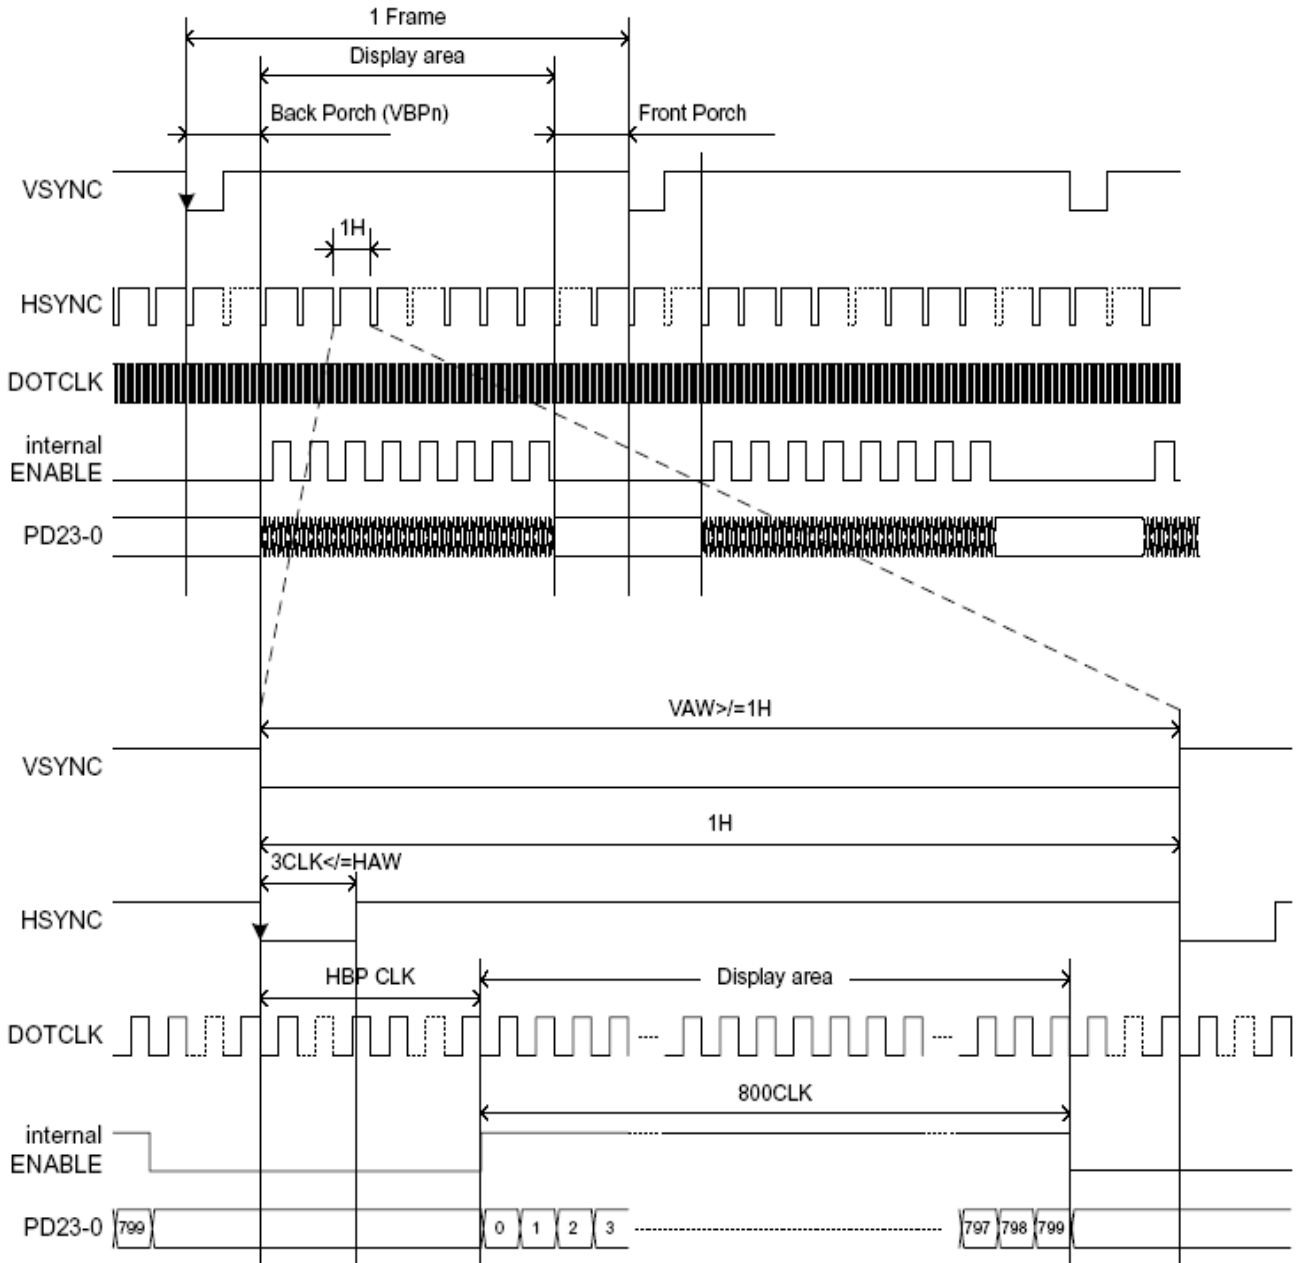 1 Frame
Display area
Back Porch (VBPn)
Front Porch
VSYNC
1H
HSYNC
DOTCLK
internal
ENABLE
PD23-0
VAW>/=1H
VSYNC
1H
3CLK</=HAW
HSYNC
HBP CLK
Display area
DOTCLK
800CLK
internal
ENABLE
PD23-0 799 0 1 2 3 797 798 799